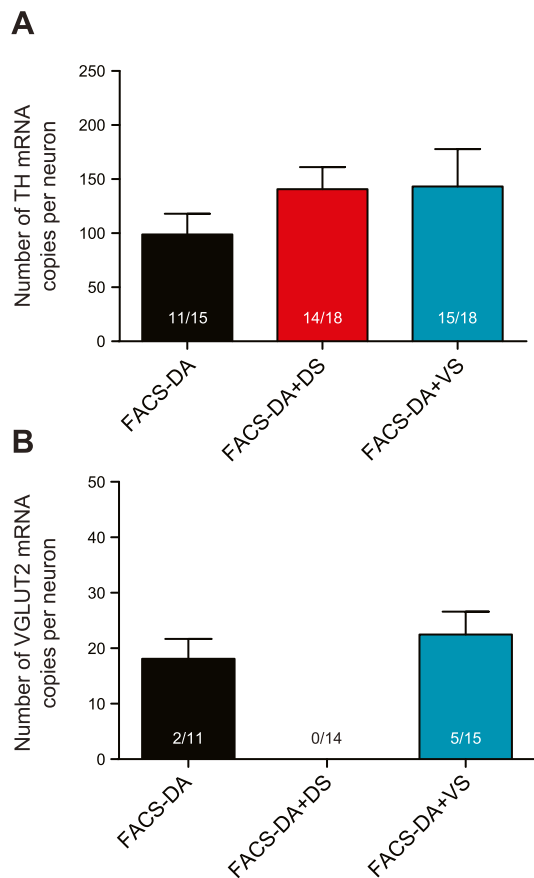 A
Number of TH mRNA
copies per neuron
250
200
150
100
50
0
11/15
14/18
15/18
FACS-DA
FACS-DA+DS
FACS-DA+VS
B
Number of VGLUT2 mRNA
copies per neuron
50
40
30
20
10
0
2/11
0/14
5/15
FACS-DA
FACS-DA+DS
FACS-DA+VS